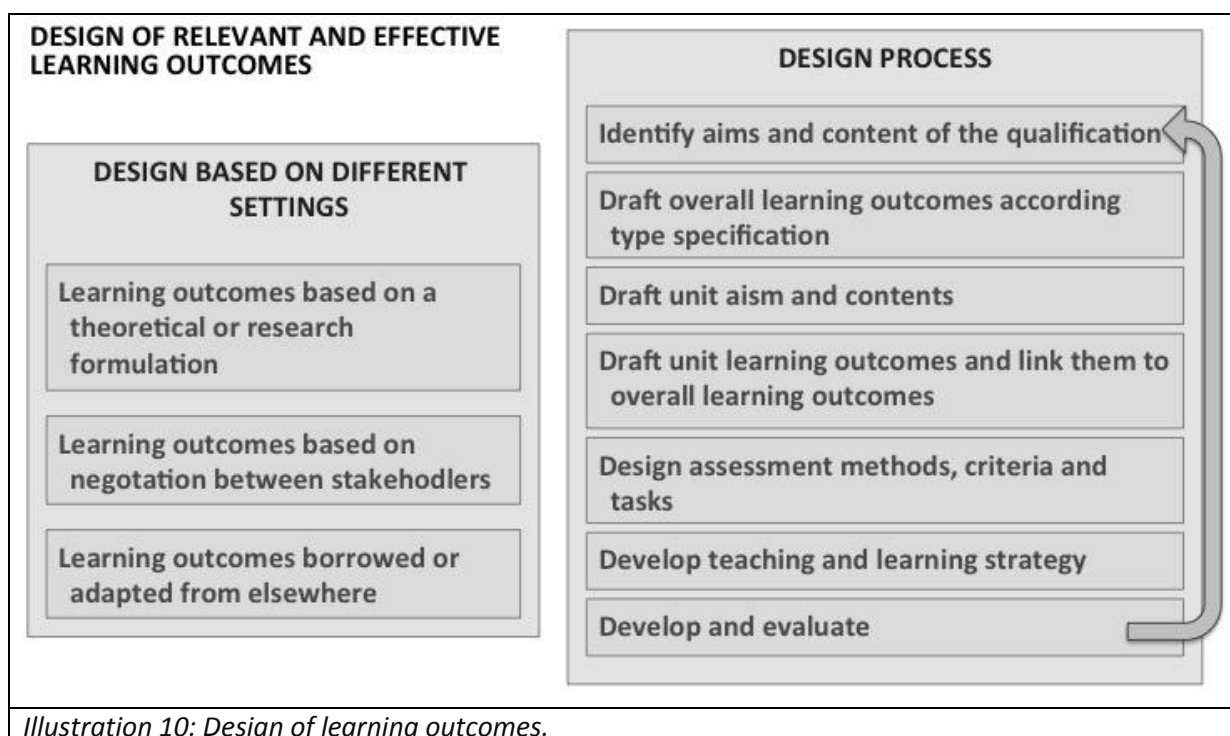 DESIGN OF RELEVANT AND EFFECTIVE
LEARNING OUTCOMES
DESIGN BASED ON DIFFERENT
SETTINGS
Learning outcomes based on a
theoretical or research
formulation
Learning outcomes based on
negotation between stakehodlers
Learning outcomes borrowed or
adapted from elsewhere
DESIGN PROCESS
Identify aims and content of the qualification
Draft overall learning outcomes according
type specification
Draft unit aism and contents
Draft unit learning outcomes and link them to
overall learning outcomes
Design assessment methods, criteria and
tasks
Develop teaching and learning strategy
Develop and evaluate
Illustration 10: Design of learning outcomes.